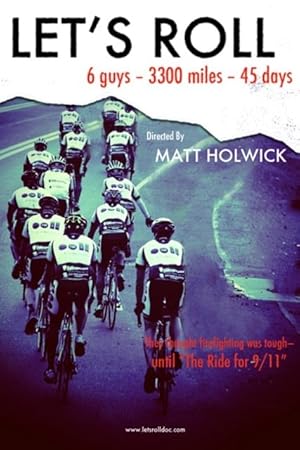 LET'S ROLL
6 guys – 3300 miles – 45 days
Directed By
MATT HOLWICK
They thought firefighting was tough–
until "The Ride for 9/11"
www.letsrolldoc.com